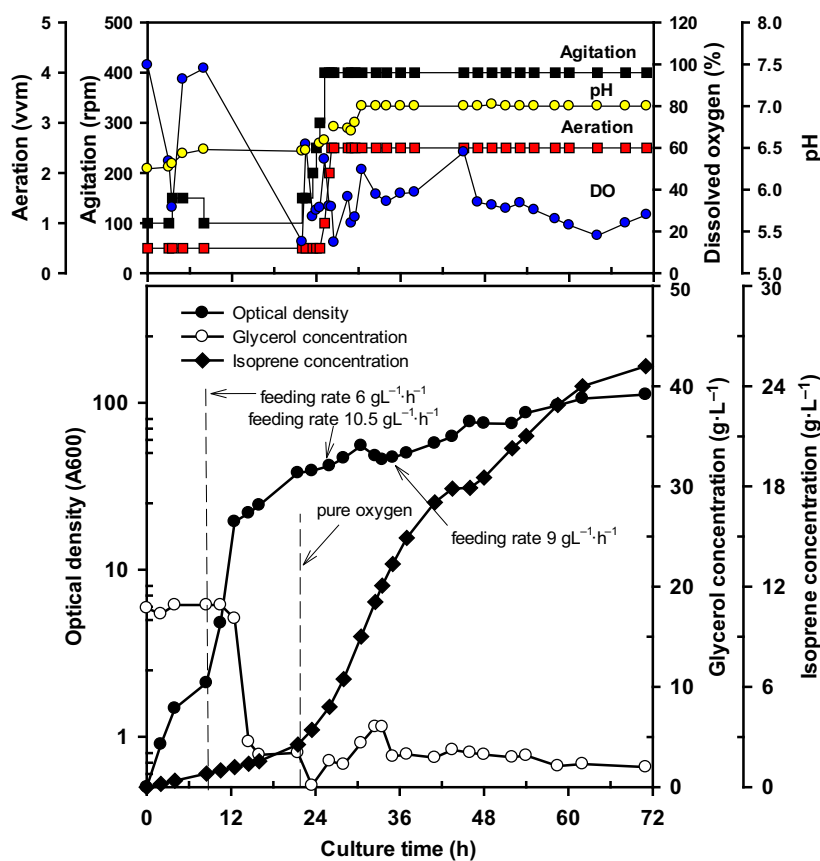 Aeration (vvm)
5
4
3
2
1
0
Agitation (rpm)
500
400
300
250
200
100
0
Agitation
pH
Aeration
DO
120
100
80
60
40
20
0
Dissolved oxygen (%)
8.0
7.5
7.0
6.5
6.0
5.5
5.0
pH
Optical density
Glycerol concentration
Isoprene concentration
feeding rate 6 gL⁻¹·h⁻¹
feeding rate 10.5 gL⁻¹·h⁻¹
pure oxygen
feeding rate 9 gL⁻¹·h⁻¹
Optical density (A600)
100
10
1
50
40
30
20
10
0
Glycerol concentration (g·L⁻¹)
30
24
18
12
6
0
Isoprene concentration (g·L⁻¹)
0 12 24 36 48 60 72
Culture time (h)